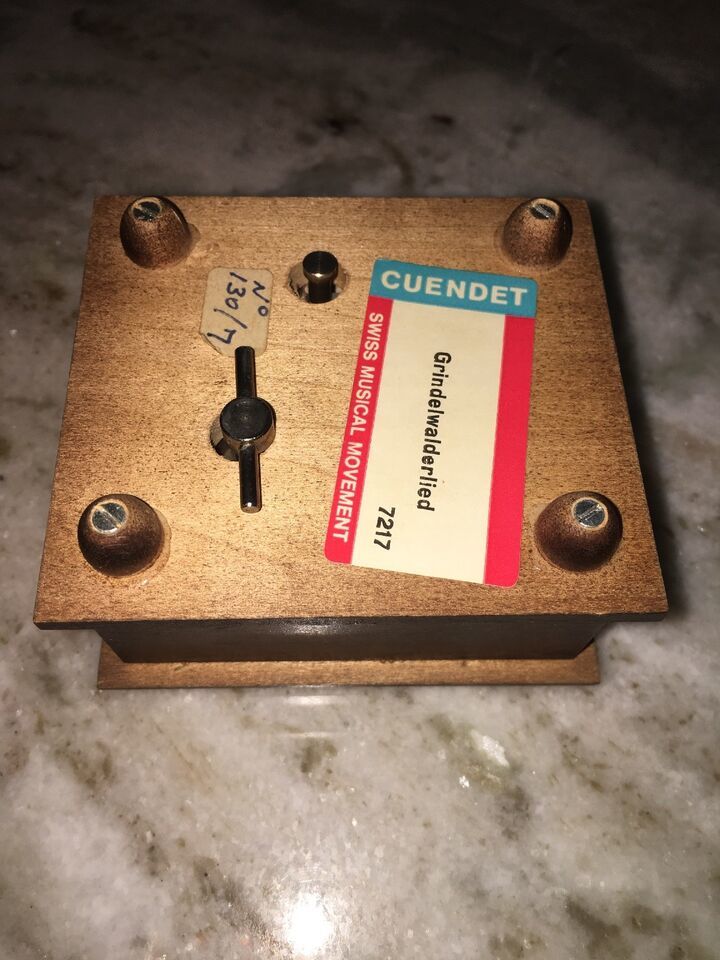 Nº
130/7
CUENDET
SWISS MUSICAL MOVEMENT
Grindelwalderlied
7217